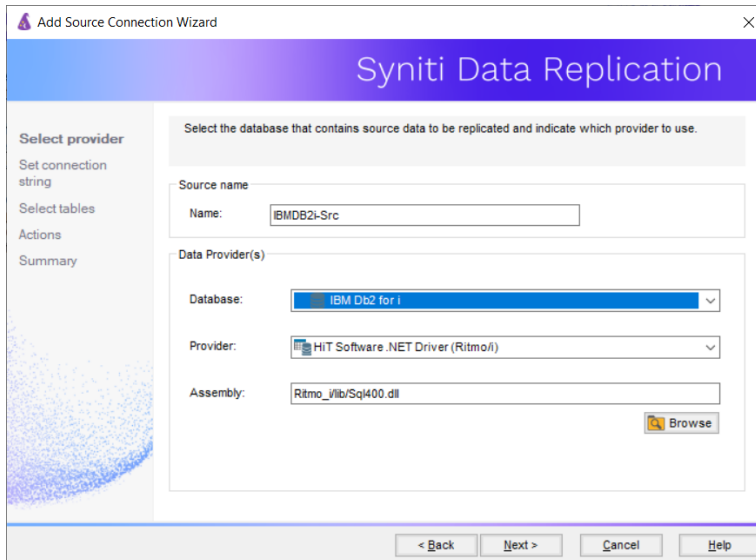 Add Source Connection Wizard
Syniti Data Replication
Select provider
Set connection
string
Select tables
Actions
Summary
Select the database that contains source data to be replicated and indicate which provider to use.
Source name
Name:
IBMDB2i-Src
Data Provider(s)
Database:
IBM Db2 for i
Provider:
HiT Software .NET Driver (Ritmo/i)
Assembly:
Ritmo_i/lib/Sql400.dll
Browse
< Back
Next >
Cancel
Help